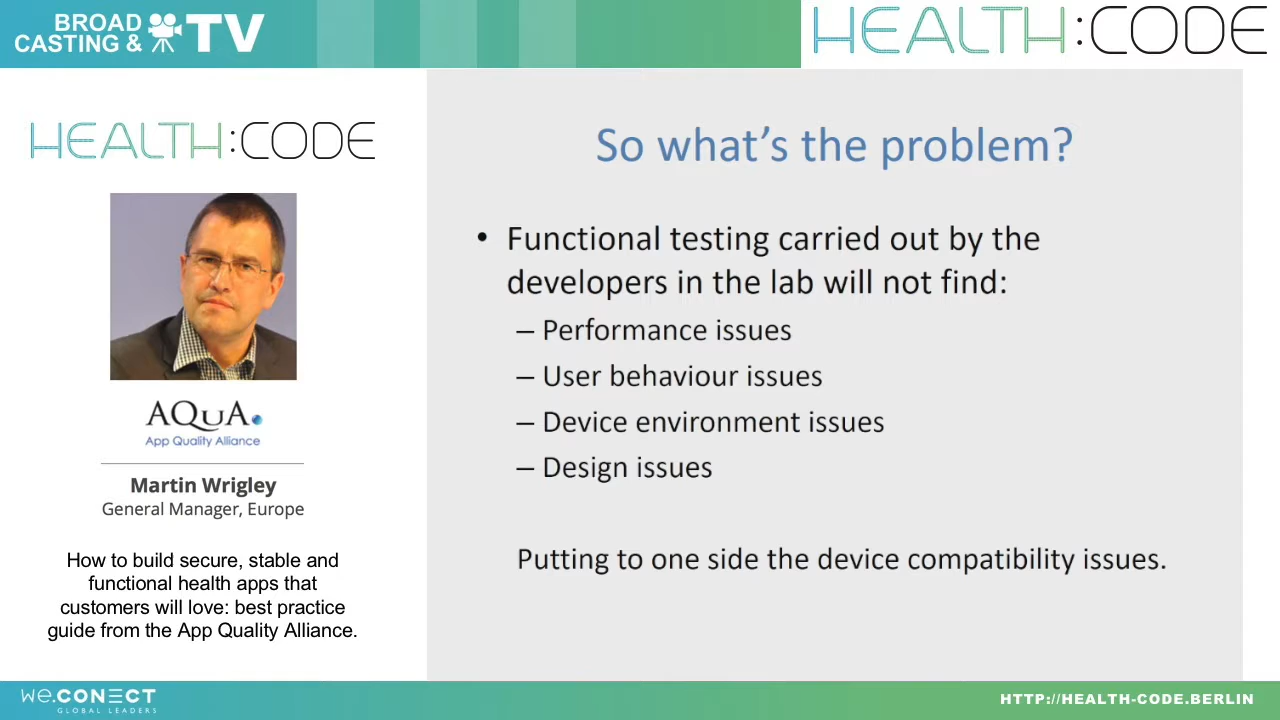 BROAD
CASTING & TV
HEALTH:CODE
HEALTH:CODE
AQuA
App Quality Alliance
Martin Wrigley
General Manager, Europe
How to build secure, stable and
functional health apps that
customers will love: best practice
guide from the App Quality Alliance.
So what's the problem?
• Functional testing carried out by the
developers in the lab will not find:
– Performance issues
– User behaviour issues
– Device environment issues
– Design issues
Putting to one side the device compatibility issues.
we.CONECT
GLOBAL LEADERS
HTTP://HEALTH-CODE.BERLIN